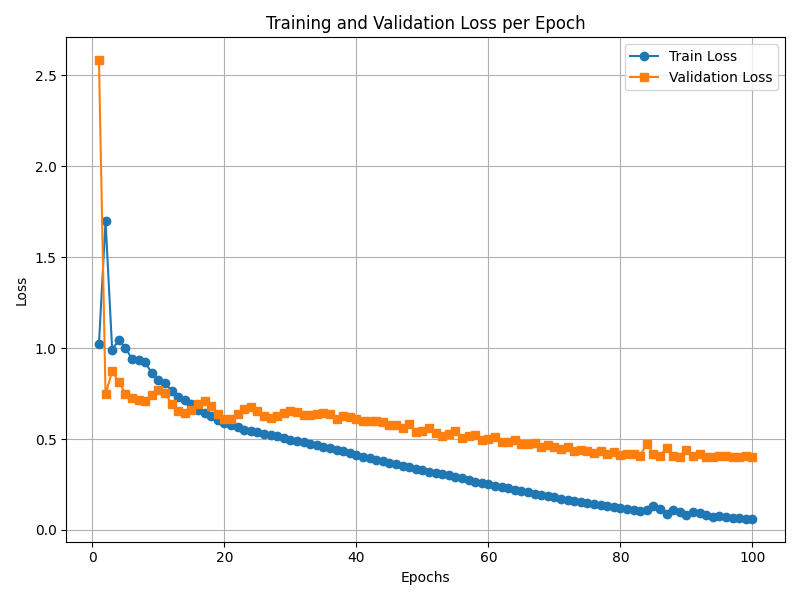 Training and Validation Loss per Epoch
Train Loss
Validation Loss
2.5
2.0
1.5
1.0
0.5
0.0
Loss
0 20 40 60 80 100
Epochs